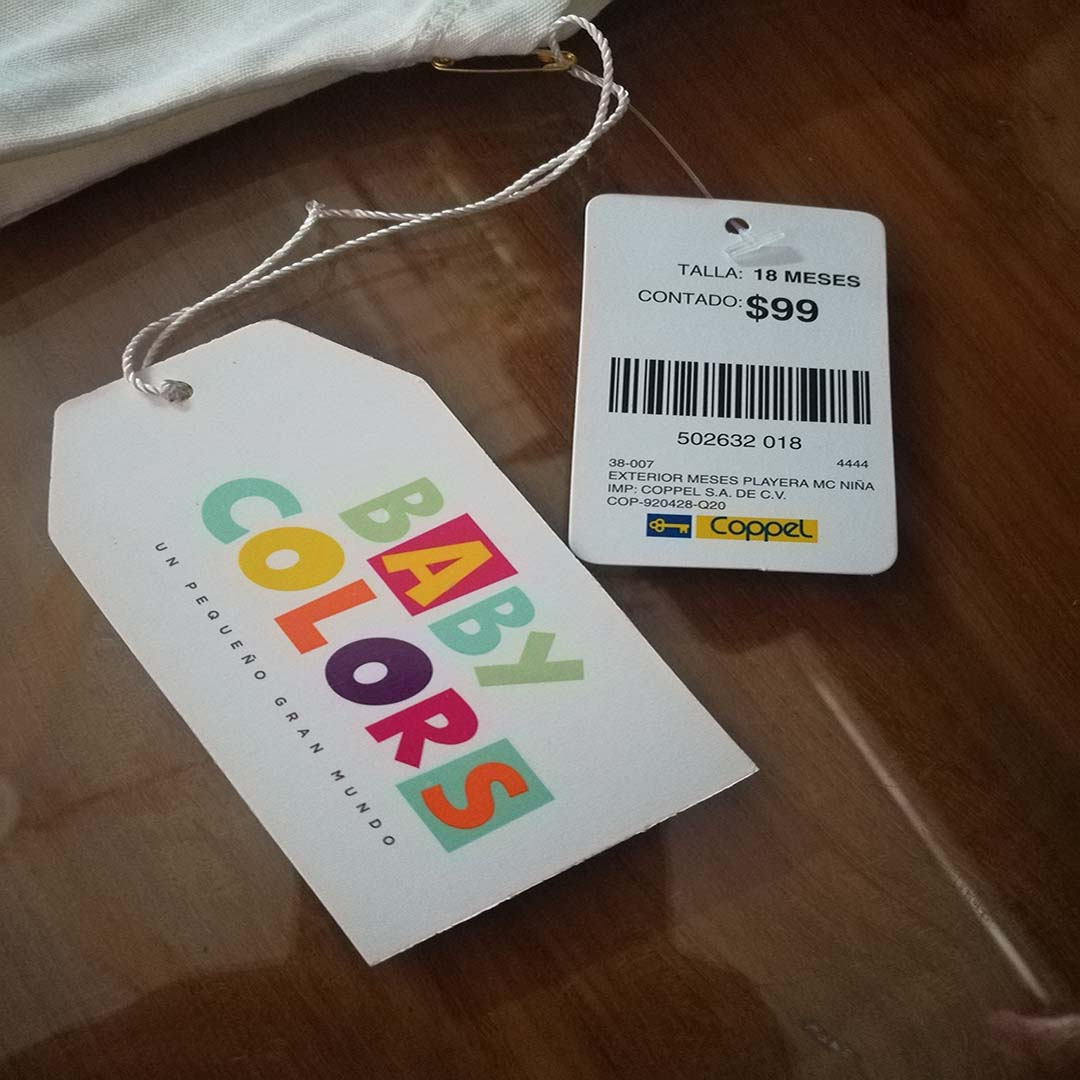 TALLA: 18 MESES
CONTADO: $99
502632 018
38-007 4444
EXTERIOR MESES PLAYERA MC NIÑA
IMP: COPPEL S.A. DE C.V.
COP-920428-Q20
Coppel
BABY
COLORS
UN PEQUEÑO GRAN MUNDO